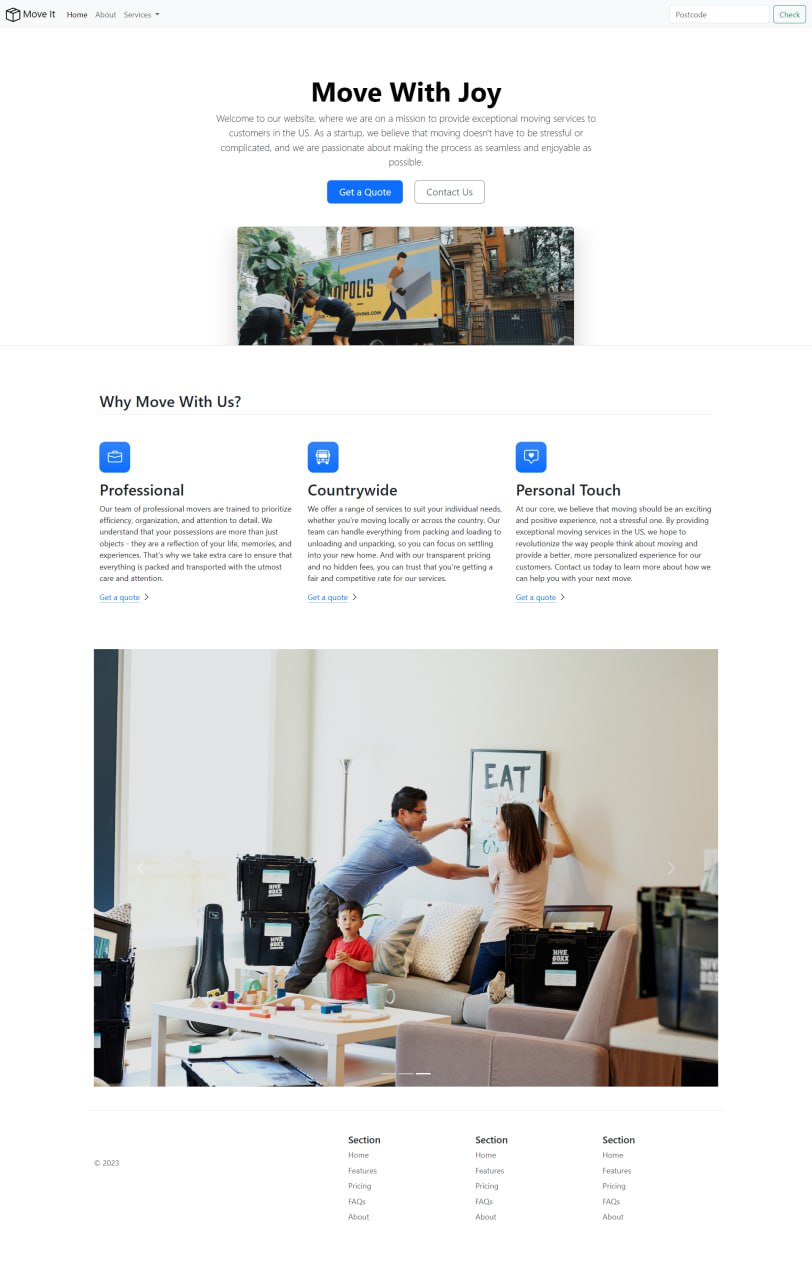 Move It Home About Services Postcode Check
Move With Joy
Welcome to our website, where we are on a mission to provide exceptional moving services to
customers in the US. As a startup, we believe that moving doesn't have to be stressful or
complicated, and we are passionate about making the process as seamless and enjoyable as
possible.
Get a Quote Contact Us
OPOLIS
Why Move With Us?
Professional
Our team of professional movers are trained to prioritize
efficiency, organization, and attention to detail. We
understand that your possessions are more than just
objects - they are a reflection of your life, memories, and
experiences. That's why we take extra care to ensure that
everything is packed and transported with the utmost
care and attention.
Get a quote
Countrywide
We offer a range of services to suit your individual needs,
whether you're moving locally or across the country. Our
team can handle everything from packing and loading to
unloading and unpacking, so you can focus on settling
into your new home. And with our transparent pricing
and no hidden fees, you can trust that you're getting a
fair and competitive rate for our services.
Get a quote
Personal Touch
At our core, we believe that moving should be an exciting
and positive experience, not a stressful one. By providing
exceptional moving services in the US, we hope to
revolutionize the way people think about moving and
provide a better, more personalized experience for our
customers. Contact us today to learn more about how we
can help you with your next move.
Get a quote
EAT
HIVE
BOXX
HIVE
BOXX
HIVE
BOXX
© 2023
Section
Home
Features
Pricing
FAQs
About
Section
Home
Features
Pricing
FAQs
About
Section
Home
Features
Pricing
FAQs
About